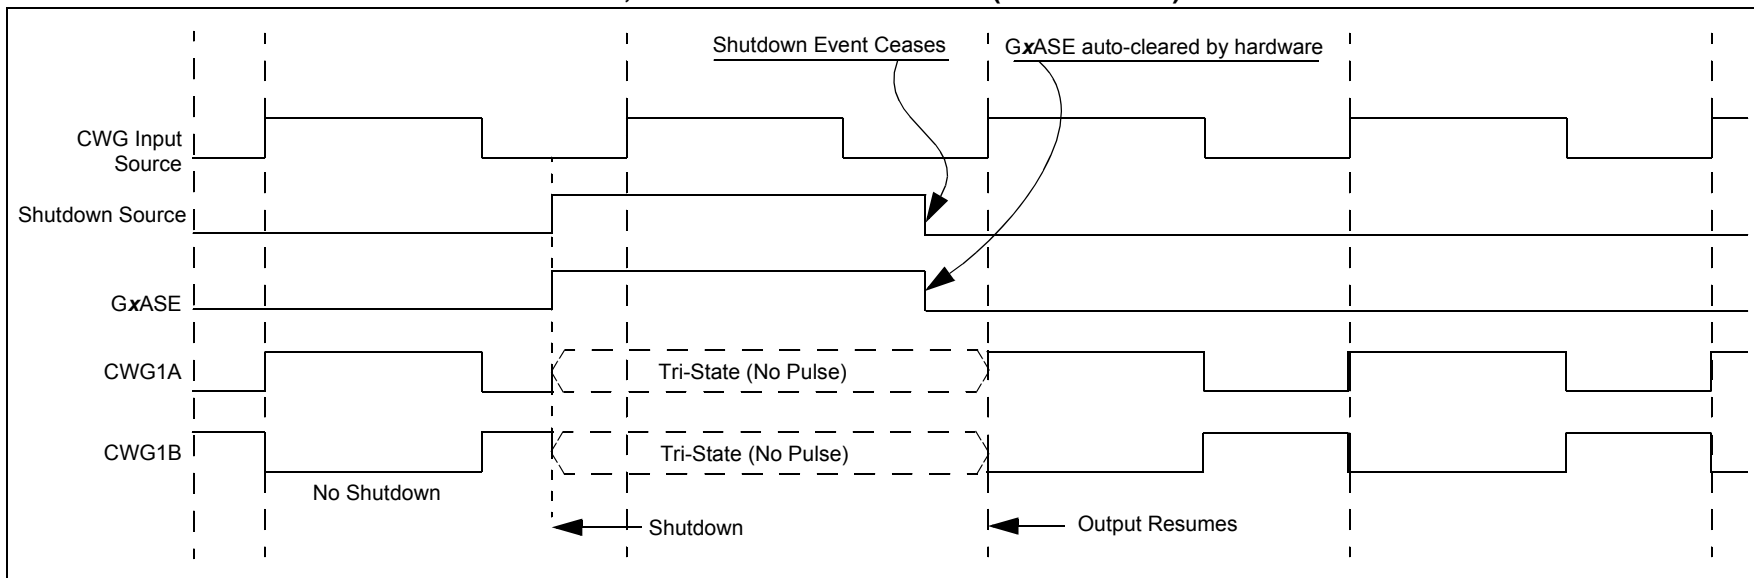 Shutdown Event Ceases
GxASE auto-cleared by hardware
CWG Input
Source
Shutdown Source
GxASE
CWG1A
Tri-State (No Pulse)
CWG1B
Tri-State (No Pulse)
No Shutdown
Shutdown
Output Resumes